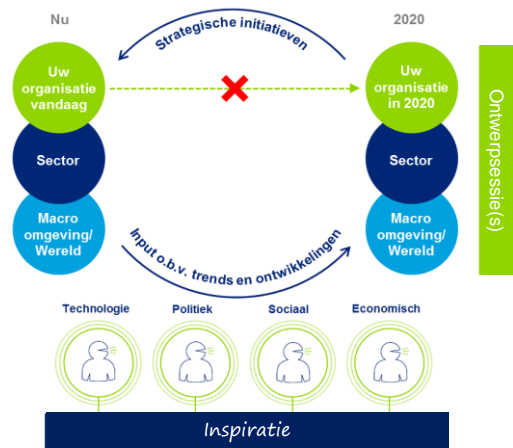 Nu
2020
Strategische initiatieven
Uw
organisatie
vandaag
Uw
organisatie
in 2020
Sector
Sector
Macro
omgeving/
Wereld
Macro
omgeving/
Wereld
Input o.b.v. trends en ontwikkelingen
Ontwerpsessie(s)
Technologie
Politiek
Sociaal
Economisch
Inspiratie